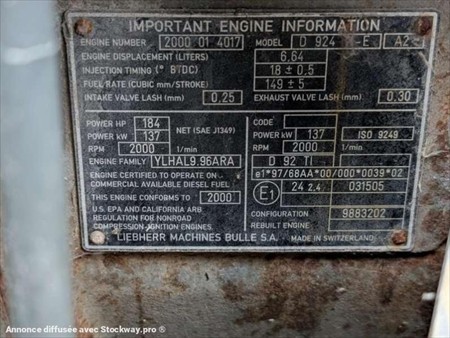 IMPORTANT ENGINE INFORMATION
ENGINE NUMBER 2000 01 4017 MODEL D 924 -E A2-1
ENGINE DISPLACEMENT (LITERS) 6,64
INJECTION TIMING (° BTDC) 18 ± 0,5
FUEL RATE (CUBIC mm/STROKE) 149 ± 5
INTAKE VALVE LASH (mm) 0.25 EXHAUST VALVE LASH (mm) 0.30
POWER HP 184 CODE
POWER kW 137 NET (SAE J1349) POWER kW 137 ISO 9249
RPM 2000 1/min RPM 2000 1/min
ENGINE FAMILY YLHAL9.96ARA D 92 TI
ENGINE CERTIFIED TO OPERATE ON e1*97/68AA*00/000*0039*02
COMMERCIAL AVAILABLE DIESEL FUEL E1 24 2.4 031505
THIS ENGINE CONFORMS TO 2000
U.S. EPA AND CALIFORNIA ARB
REGULATION FOR NONROAD CONFIGURATION 9883202
COMPRESSION-IGNITION ENGINES. REBUILT ENGINE
LIEBHERR MACHINES BULLE S.A. MADE IN SWITZERLAND
Annonce diffusée avec Stockway.pro ®